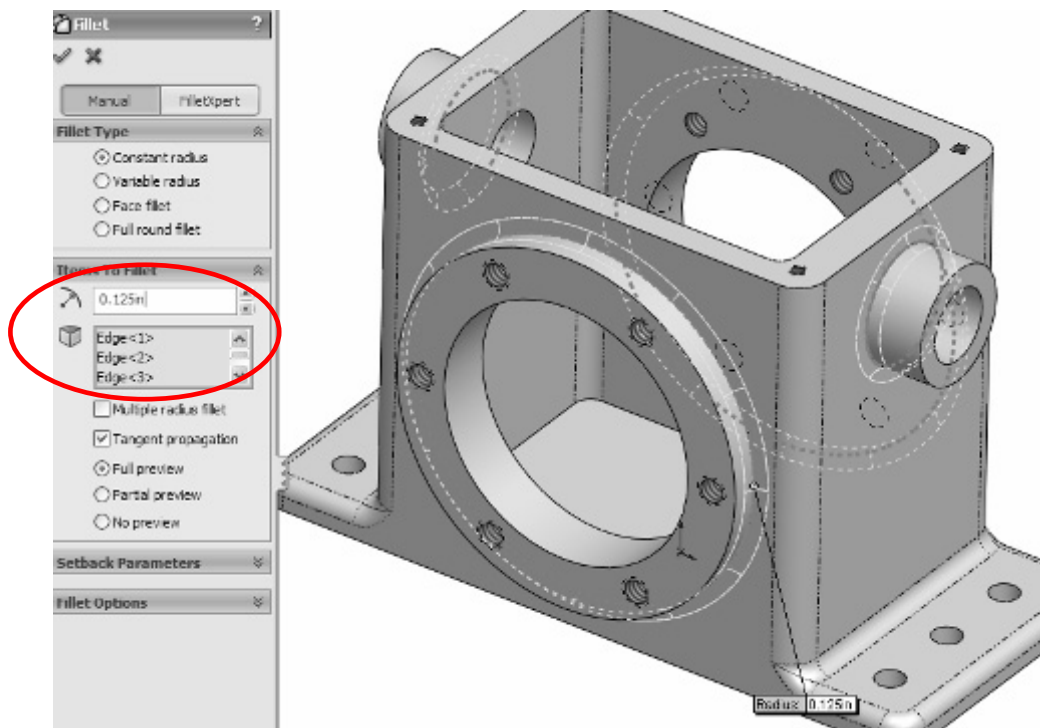 Fillet ?
Manual FilletXpert
Fillet Type
Constant radius
Variable radius
Face fillet
Full round fillet
Items To Fillet
0.125in
Edge<1>
Edge<2>
Edge<3>
Multiple radius fillet
Tangent propagation
Full preview
Partial preview
No preview
Setback Parameters
Fillet Options
Radius: 0.125in